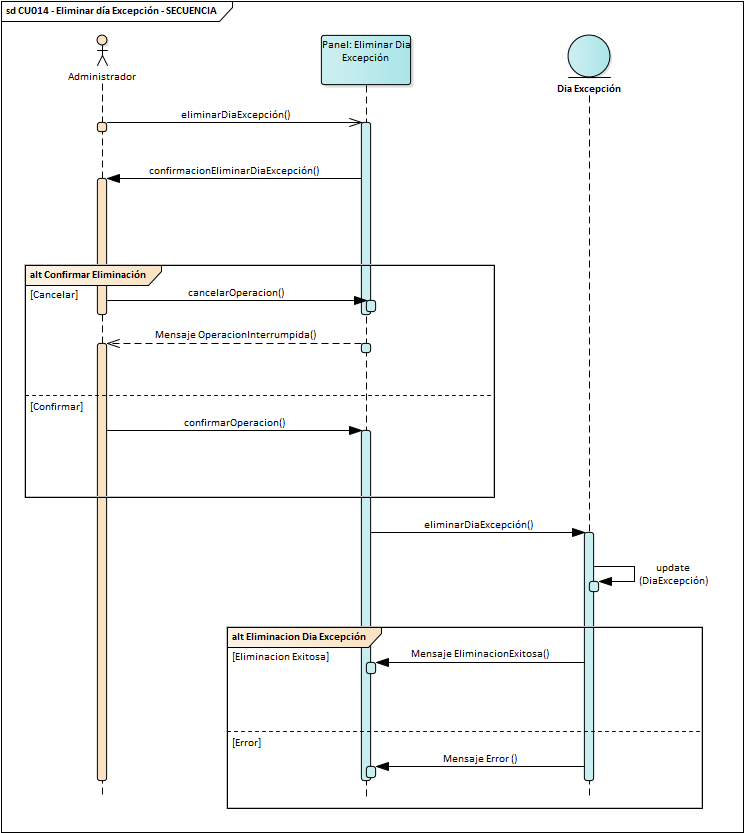 sd CU014 - Eliminar día Excepción - SECUENCIA
Administrador
Panel: Eliminar Dia
Excepción
Dia Excepción
eliminarDiaExcepción()
confirmacionEliminarDiaExcepción()
alt Confirmar Eliminación
[Cancelar]
cancelarOperacion()
Mensaje OperacionInterrumpida()
[Confirmar]
confirmarOperacion()
eliminarDiaExcepción()
update
(DiaExcepción)
alt Eliminacion Dia Excepción
[Eliminacion Exitosa]
Mensaje EliminacionExitosa()
[Error]
Mensaje Error ()